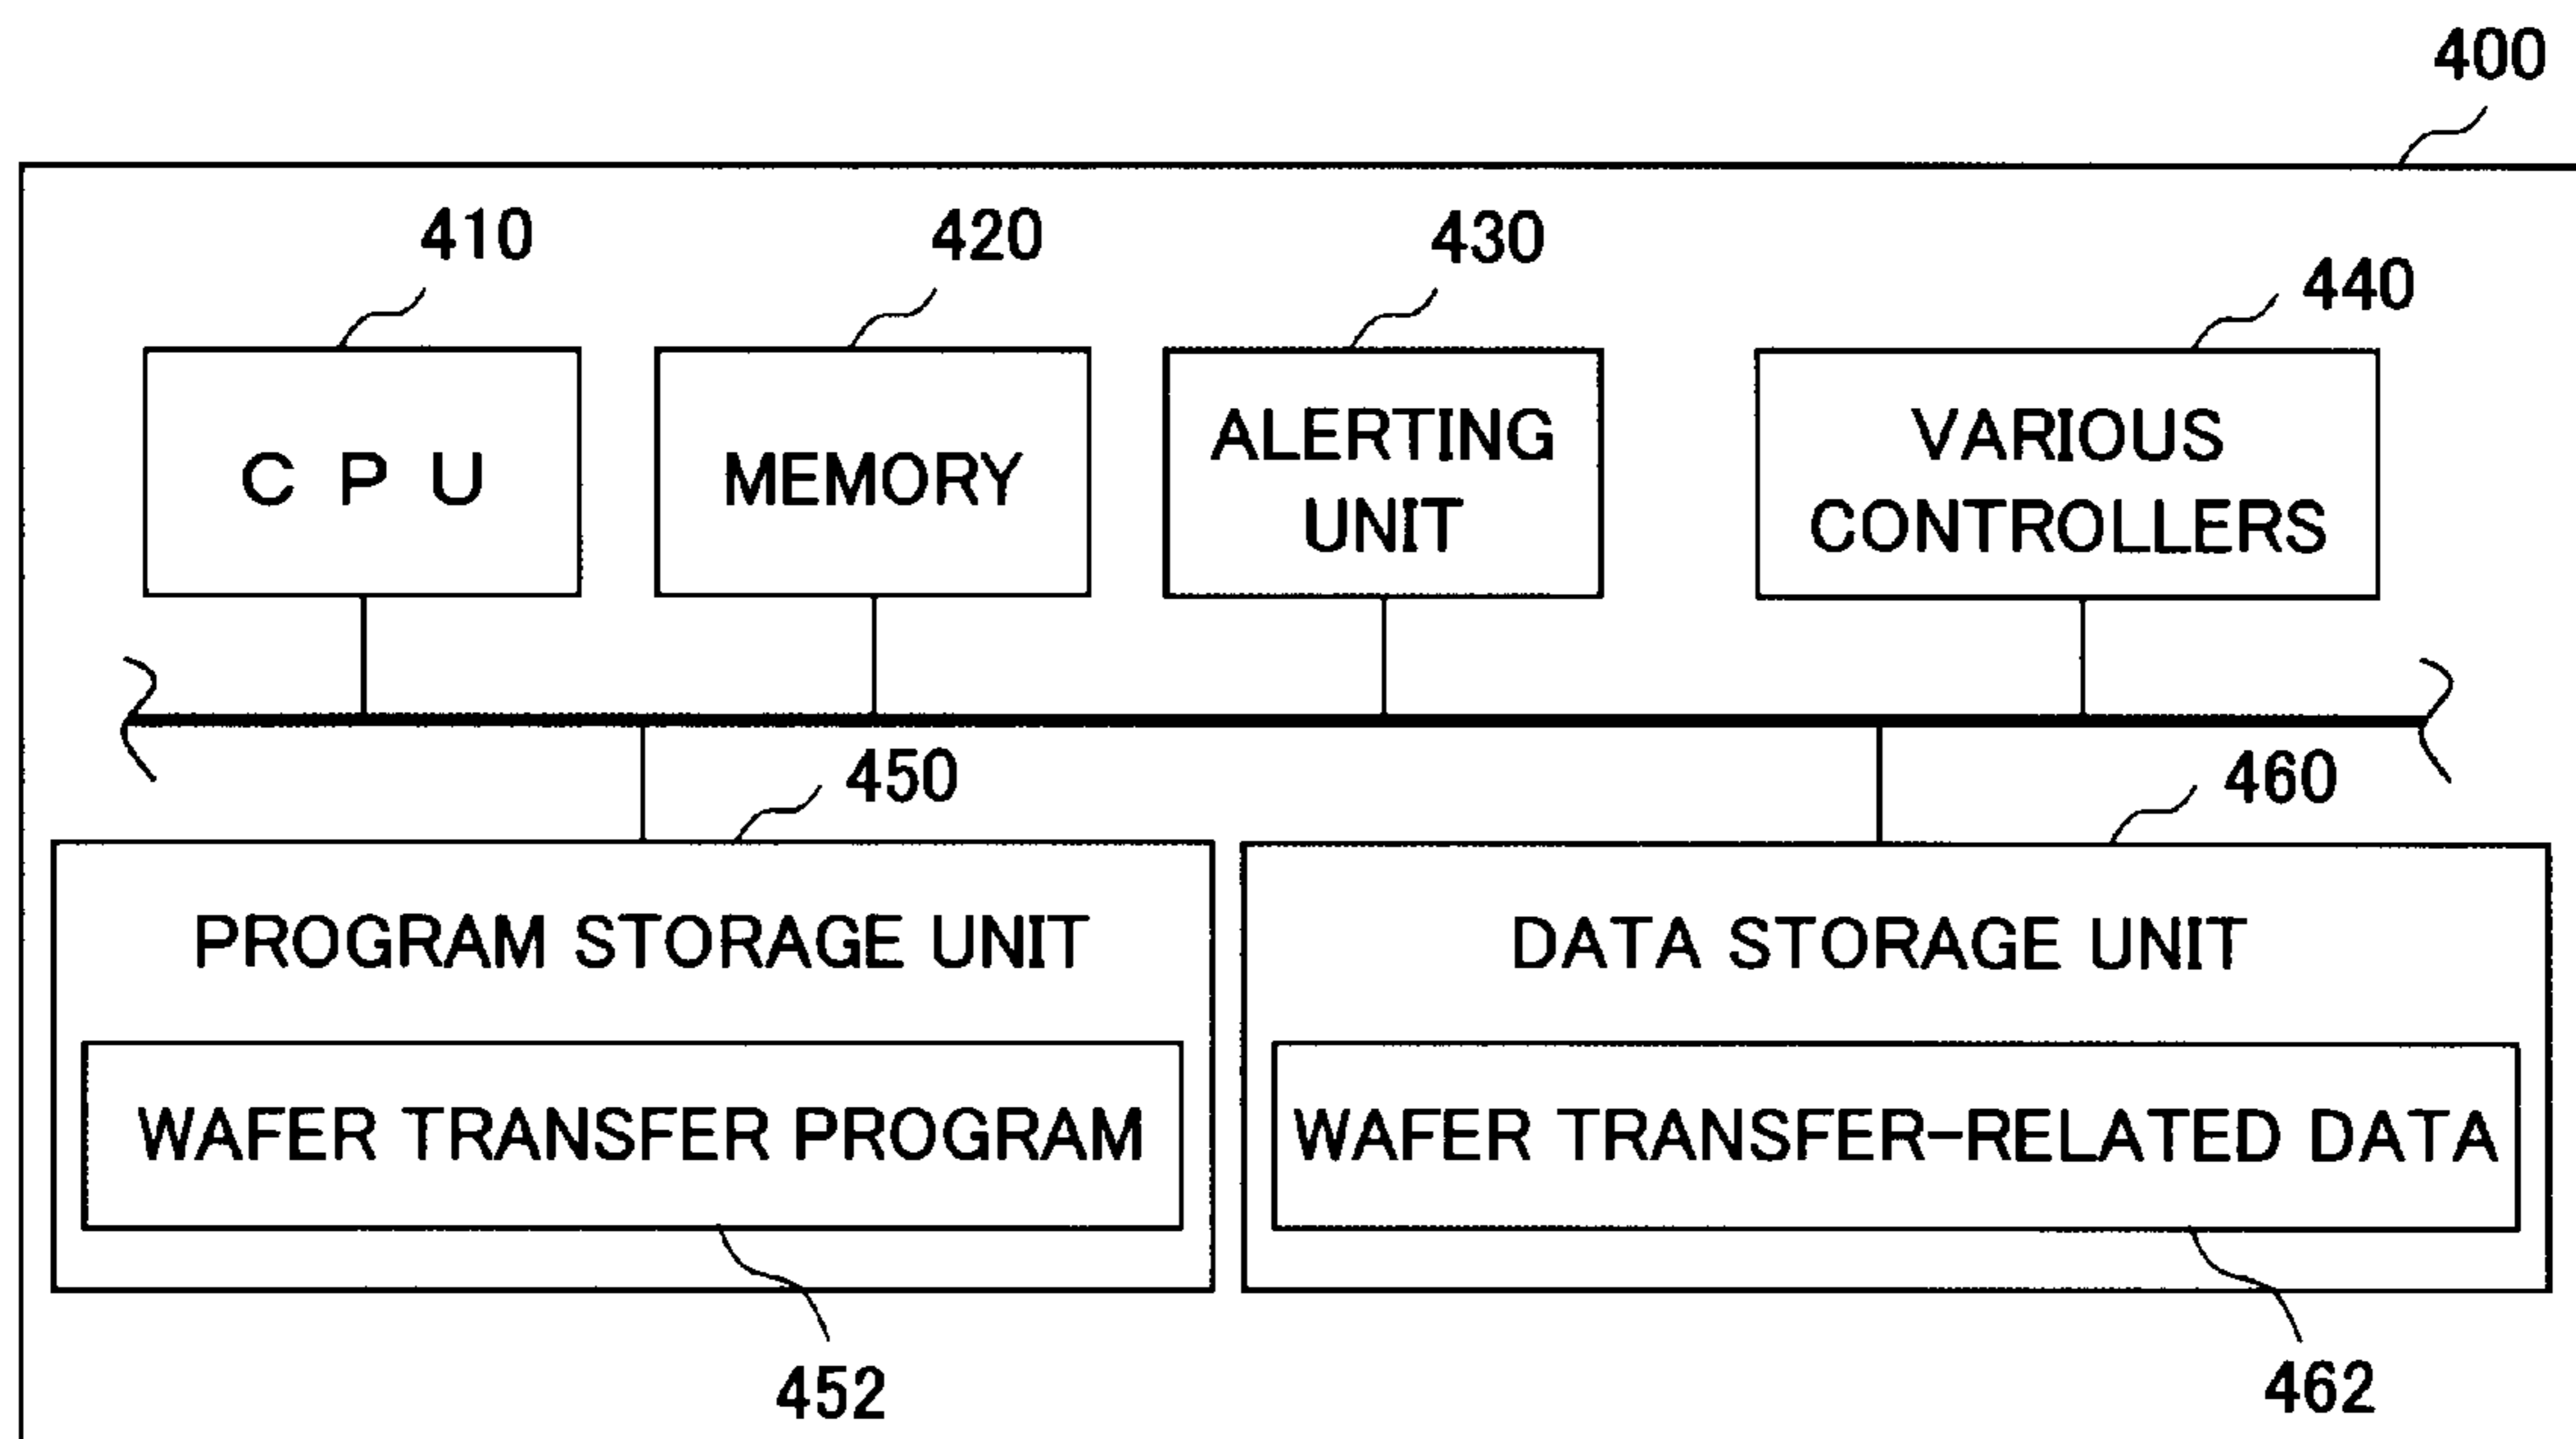 400
410
420
430
440
C P U
MEMORY
ALERTING
UNIT
VARIOUS
CONTROLLERS
450
460
PROGRAM STORAGE UNIT
DATA STORAGE UNIT
WAFER TRANSFER PROGRAM
WAFER TRANSFER-RELATED DATA
452
462